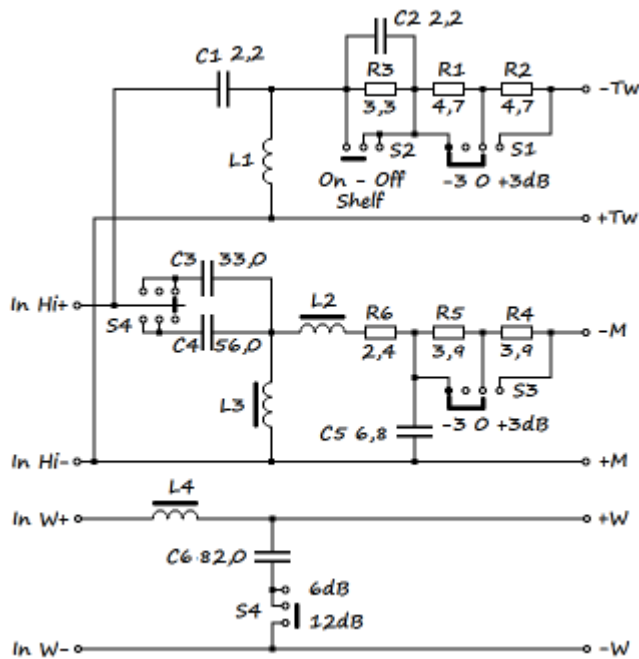 C2 2,2
C1 2,2
R3
R1
R2
-Tw
3,3
4,7
4,7
L1
S2
S1
On - Off
-3 0 +3dB
Shelf
+Tw
C3
33,0
In Hi+
L2
R6
R5
R4
-M
S4
C4
56,0
2,4
3,9
3,9
S3
L3
-3 0 +3dB
C5 6,8
In Hi-
+M
L4
In W+
+W
C6 82,0
6dB
S4
12dB
In W-
-W